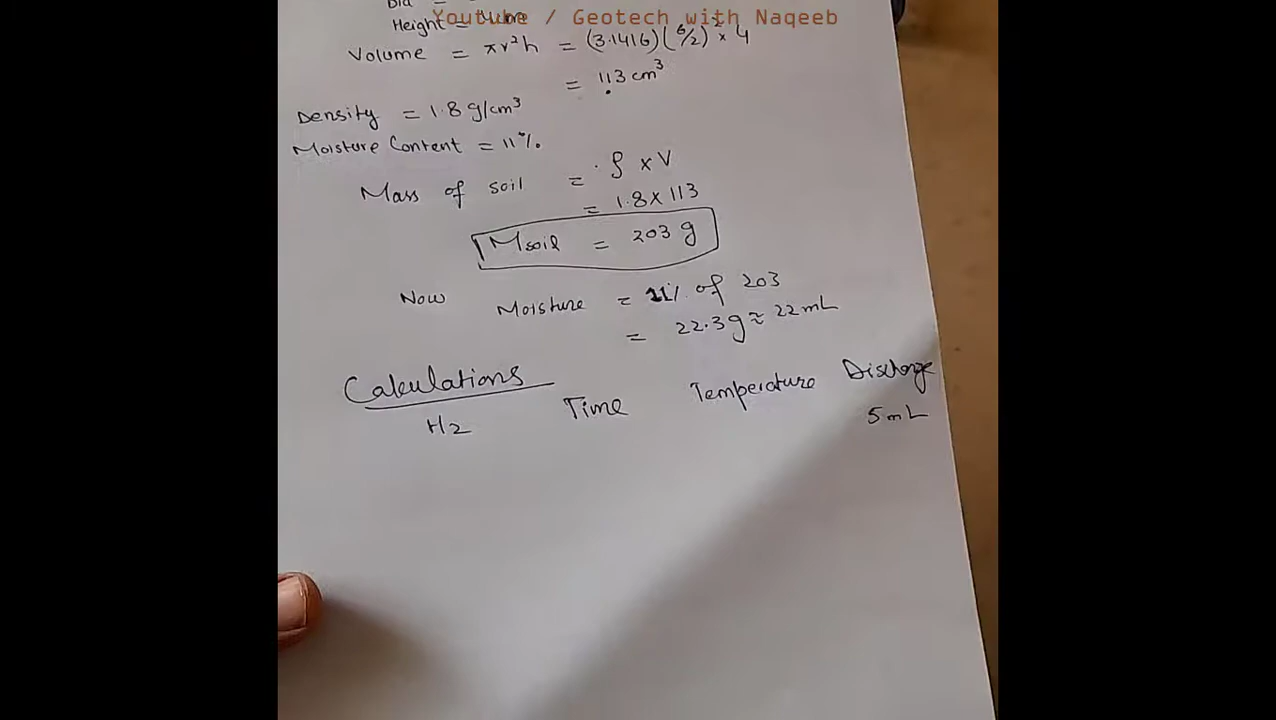 Youtube / Geotech with Naqeeb
Dia =
Height =
Volume = πr²h = (3.1416)(6/2)² × 4
= 113 cm³
Density = 1.8 g/cm³
Moisture Content = 11%.
Mass of soil = ρ × V
= 1.8 × 113
Msoil = 203 g
Now Moisture = 11% of 203
= 22.3g ≈ 22mL
Calculations
H2 Time Temperature Discharge
5mL